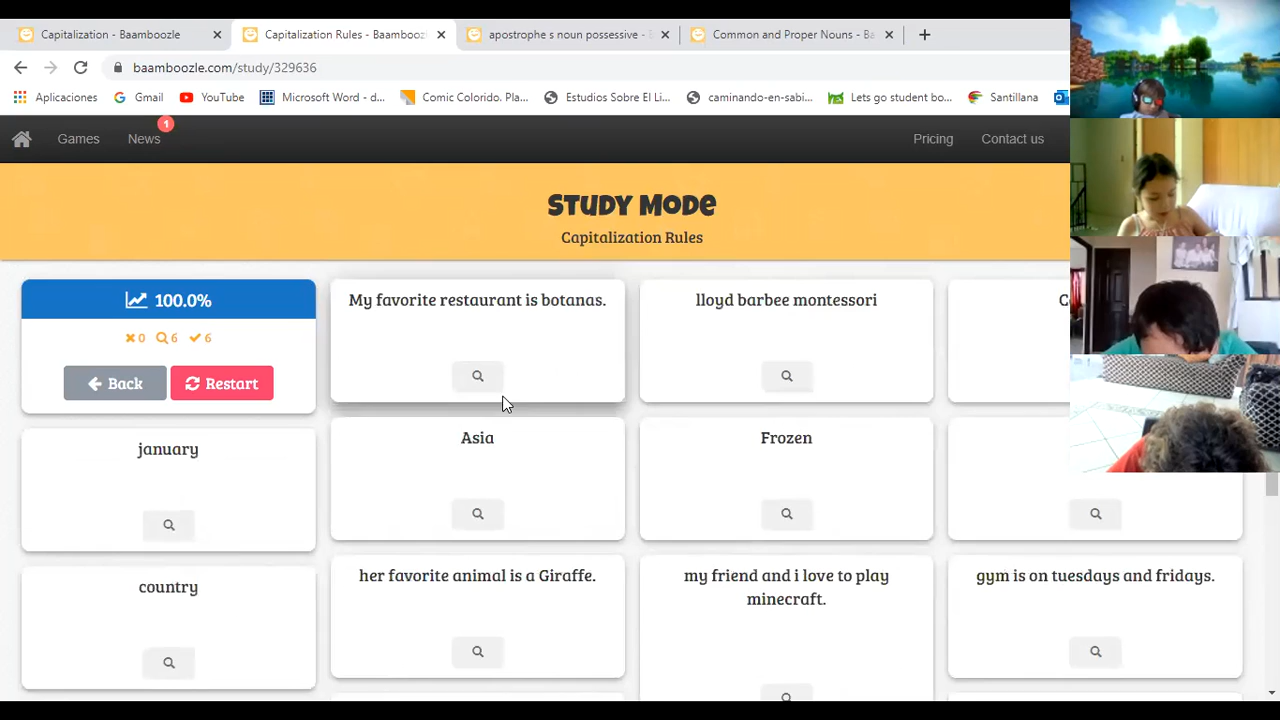 Capitalization - Baamboozle
Capitalization Rules - Baambooz
apostrophe s noun possessive -
Common and Proper Nouns - Ba
baamboozle.com/study/329636
Aplicaciones
Gmail
YouTube
Microsoft Word - d...
Comic Colorido. Pla...
Estudios Sobre El Li...
caminando-en-sabi...
Lets go student bo...
Santillana
Games
News
1
Pricing
Contact us
Study Mode
Capitalization Rules
100.0%
0
6
6
Back
Restart
My favorite restaurant is botanas.
lloyd barbee montessori
january
Asia
Frozen
country
her favorite animal is a Giraffe.
my friend and i love to play
minecraft.
gym is on tuesdays and fridays.